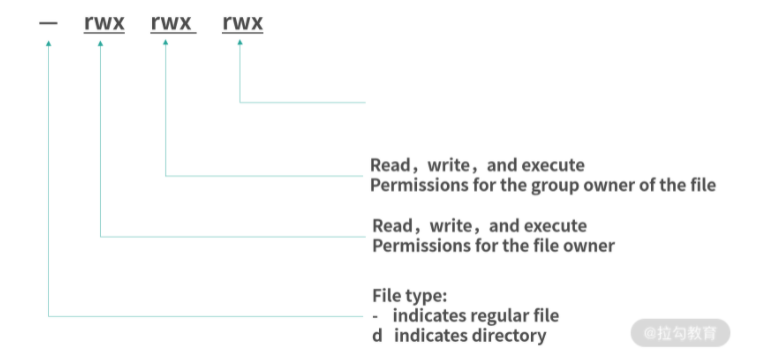 — rwx rwx rwx
Read，write，and execute
Permissions for the group owner of the file
Read，write，and execute
Permissions for the file owner
File type:
- indicates regular file
d indicates directory
@拉勾教育